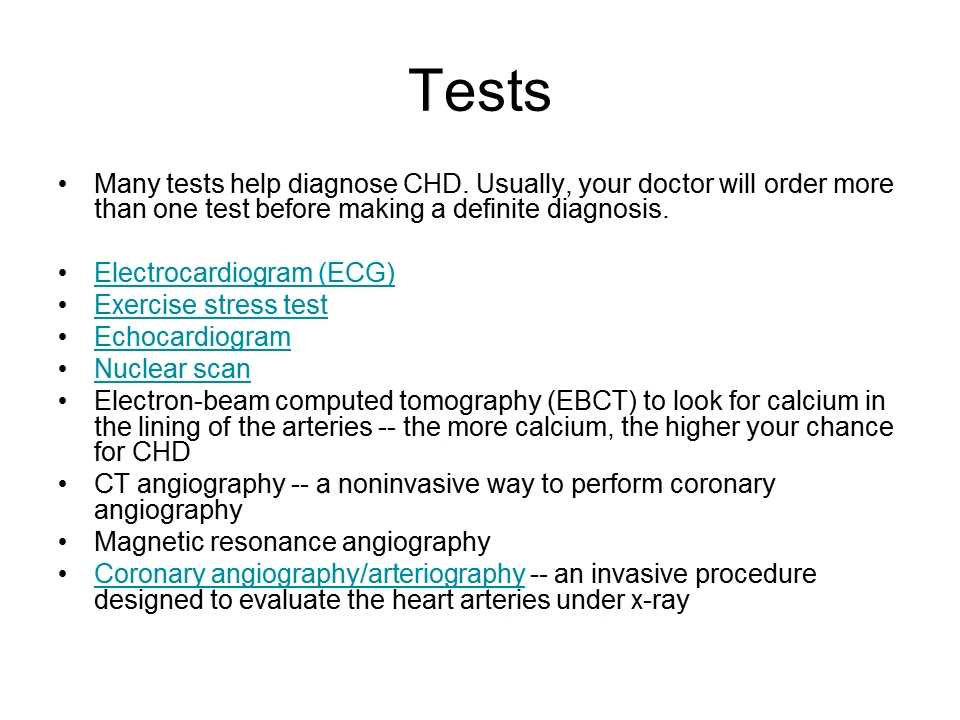 Tests
• Many tests help diagnose CHD. Usually, your doctor will order more
than one test before making a definite diagnosis.
• Electrocardiogram (ECG)
• Exercise stress test
• Echocardiogram
• Nuclear scan
• Electron-beam computed tomography (EBCT) to look for calcium in
the lining of the arteries -- the more calcium, the higher your chance
for CHD
• CT angiography -- a noninvasive way to perform coronary
angiography
• Magnetic resonance angiography
• Coronary angiography/arteriography -- an invasive procedure
designed to evaluate the heart arteries under x-ray